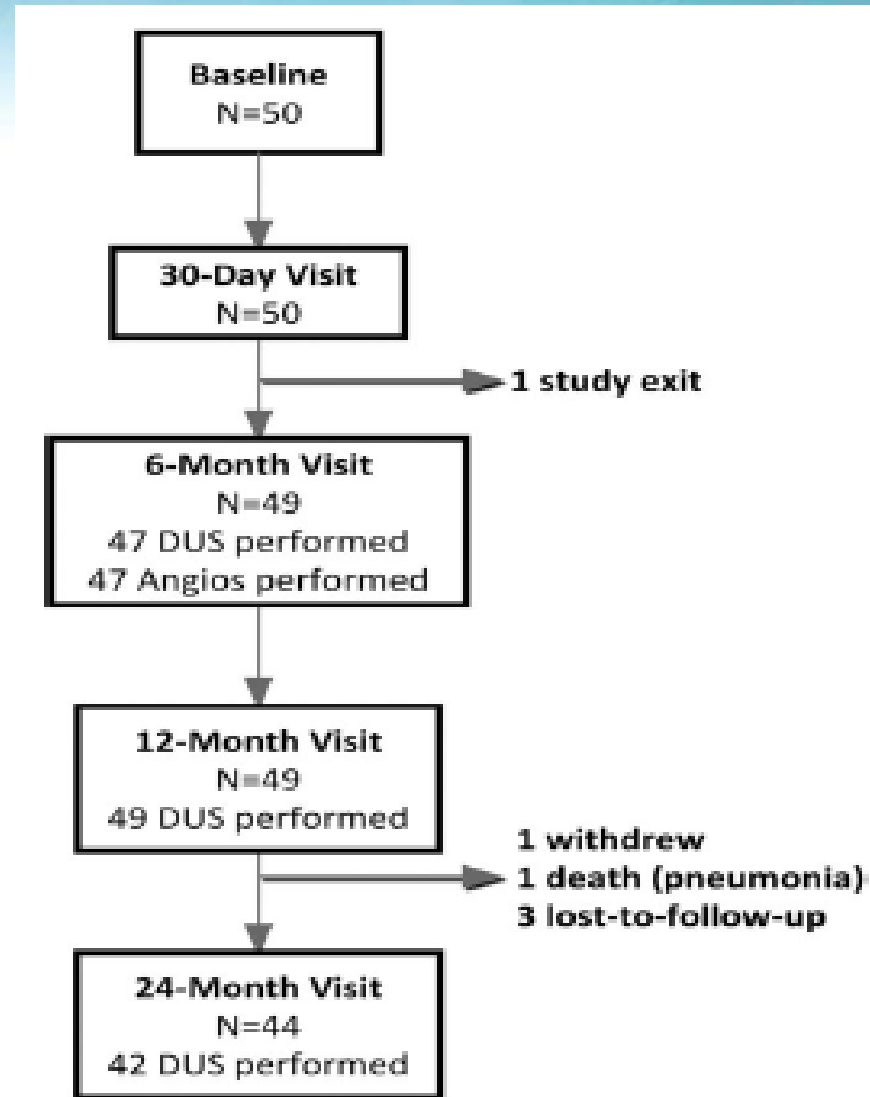 Baseline
N=50
30-Day Visit
N=50
1 study exit
6-Month Visit
N=49
47 DUS performed
47 Angios performed
12-Month Visit
N=49
49 DUS performed
1 withdrew
1 death (pneumonia)
3 lost-to-follow-up
24-Month Visit
N=44
42 DUS performed